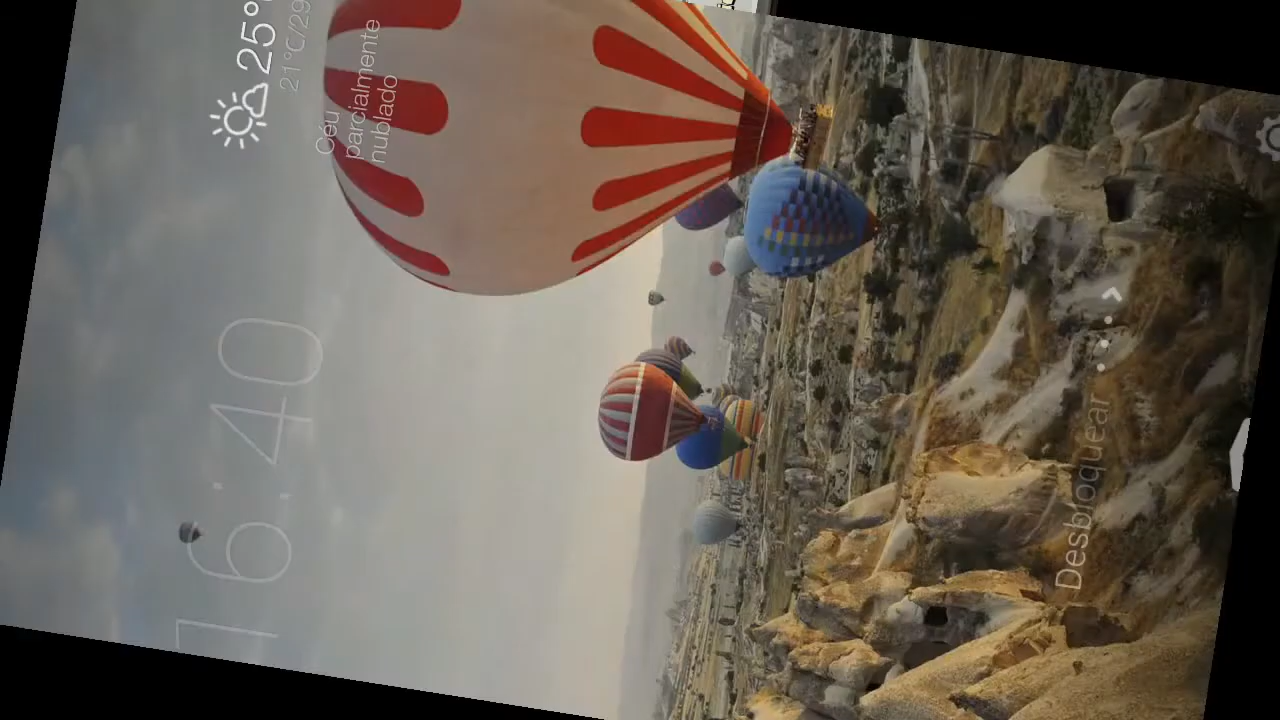 16:40
25°
21°C/29
Céu
parcialmente
nublado
Desbloquear